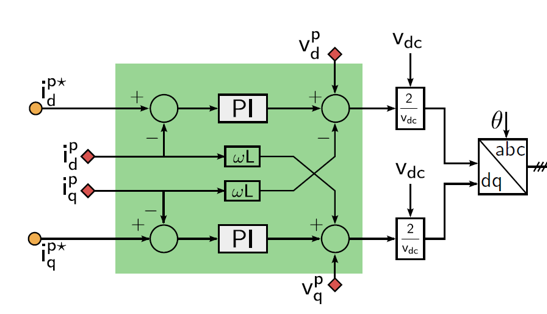 v_d^p
v_dc
i_d^p⋆
+
PI
+
2/v_dc
−
−
θ
abc
i_d^p
ωL
i_q^p
ωL
v_dc
dq
−
+
PI
+
2/v_dc
i_q^p⋆
v_q^p